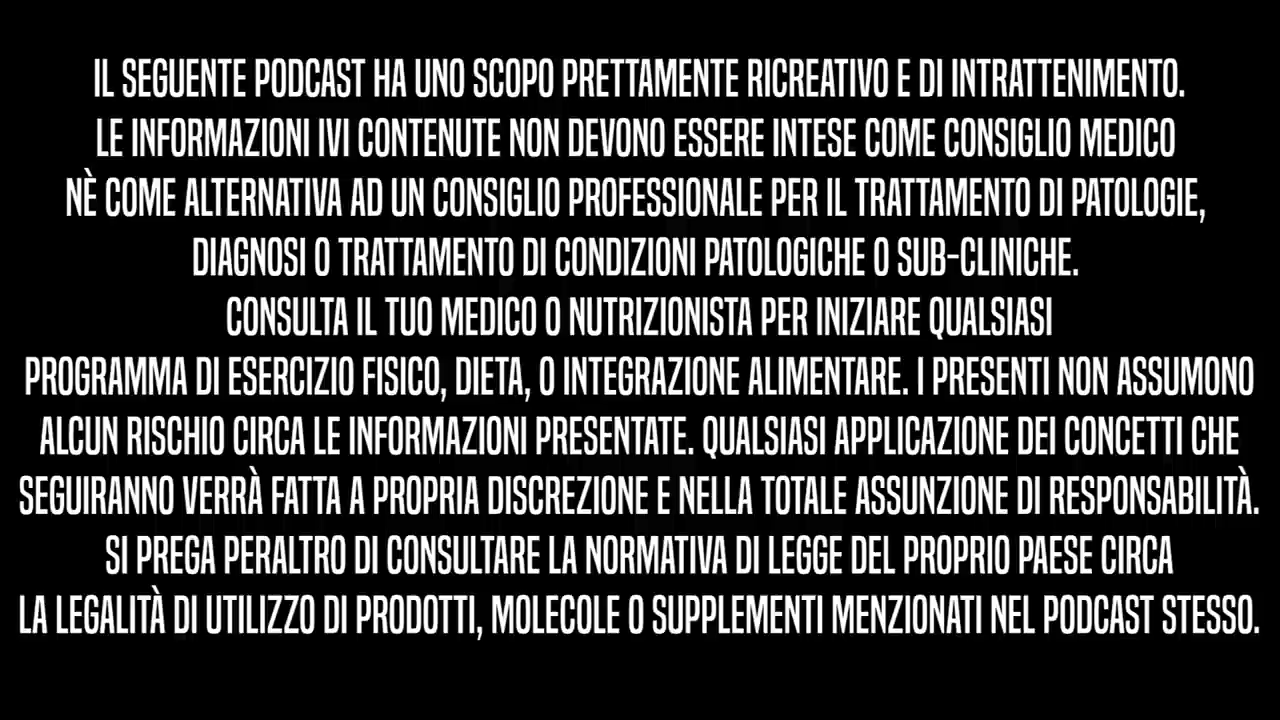 IL SEGUENTE PODCAST HA UNO SCOPO PRETTAMENTE RICREATIVO E DI INTRATTENIMENTO.
LE INFORMAZIONI IVI CONTENUTE NON DEVONO ESSERE INTESE COME CONSIGLIO MEDICO
NÈ COME ALTERNATIVA AD UN CONSIGLIO PROFESSIONALE PER IL TRATTAMENTO DI PATOLOGIE,
DIAGNOSI O TRATTAMENTO DI CONDIZIONI PATOLOGICHE O SUB-CLINICHE.
CONSULTA IL TUO MEDICO O NUTRIZIONISTA PER INIZIARE QUALSIASI
PROGRAMMA DI ESERCIZIO FISICO, DIETA, O INTEGRAZIONE ALIMENTARE. I PRESENTI NON ASSUMONO
ALCUN RISCHIO CIRCA LE INFORMAZIONI PRESENTATE. QUALSIASI APPLICAZIONE DEI CONCETTI CHE
SEGUIRANNO VERRÀ FATTA A PROPRIA DISCREZIONE E NELLA TOTALE ASSUNZIONE DI RESPONSABILITÀ.
SI PREGA PERALTRO DI CONSULTARE LA NORMATIVA DI LEGGE DEL PROPRIO PAESE CIRCA
LA LEGALITÀ DI UTILIZZO DI PRODOTTI, MOLECOLE O SUPPLEMENTI MENZIONATI NEL PODCAST STESSO.